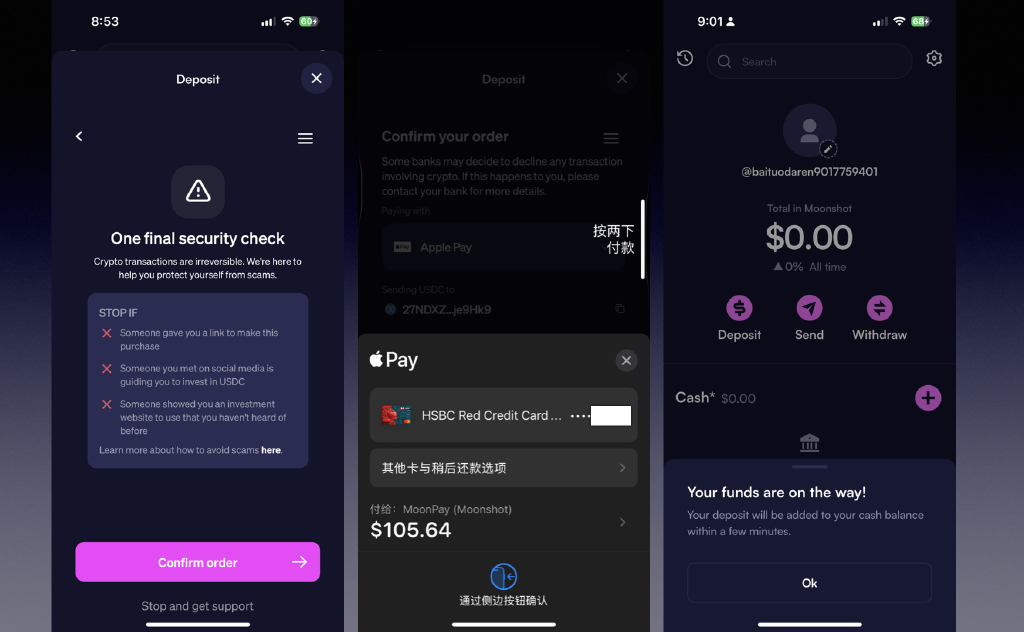 8:53
60
Deposit
One final security check
Crypto transactions are irreversible. We're here to
help you protect yourself from scams.
STOP IF
Someone gave you a link to make this
purchase
Someone you met on social media is
guiding you to invest in USDC
Someone showed you an investment
website to use that you haven't heard of
before
Learn more about how to avoid scams here.
Confirm order
Stop and get support
Deposit
Confirm your order
Some banks may decide to decline any transaction
involving crypto. If this happens to you, please
contact your bank for more details.
Paying with
Apple Pay
按两下
付款
Sending USDC to
27NDXZ...je9Hk9
Pay
HSBC Red Credit Card ... ····
其他卡与稍后还款选项
付给：MoonPay (Moonshot)
$105.64
通过侧边按钮确认
9:01
68
Search
@baituodaren9017759401
Total in Moonshot
$0.00
▲0% All time
Deposit
Send
Withdraw
Cash* $0.00
Your funds are on the way!
Your deposit will be added to your cash balance
within a few minutes.
Ok